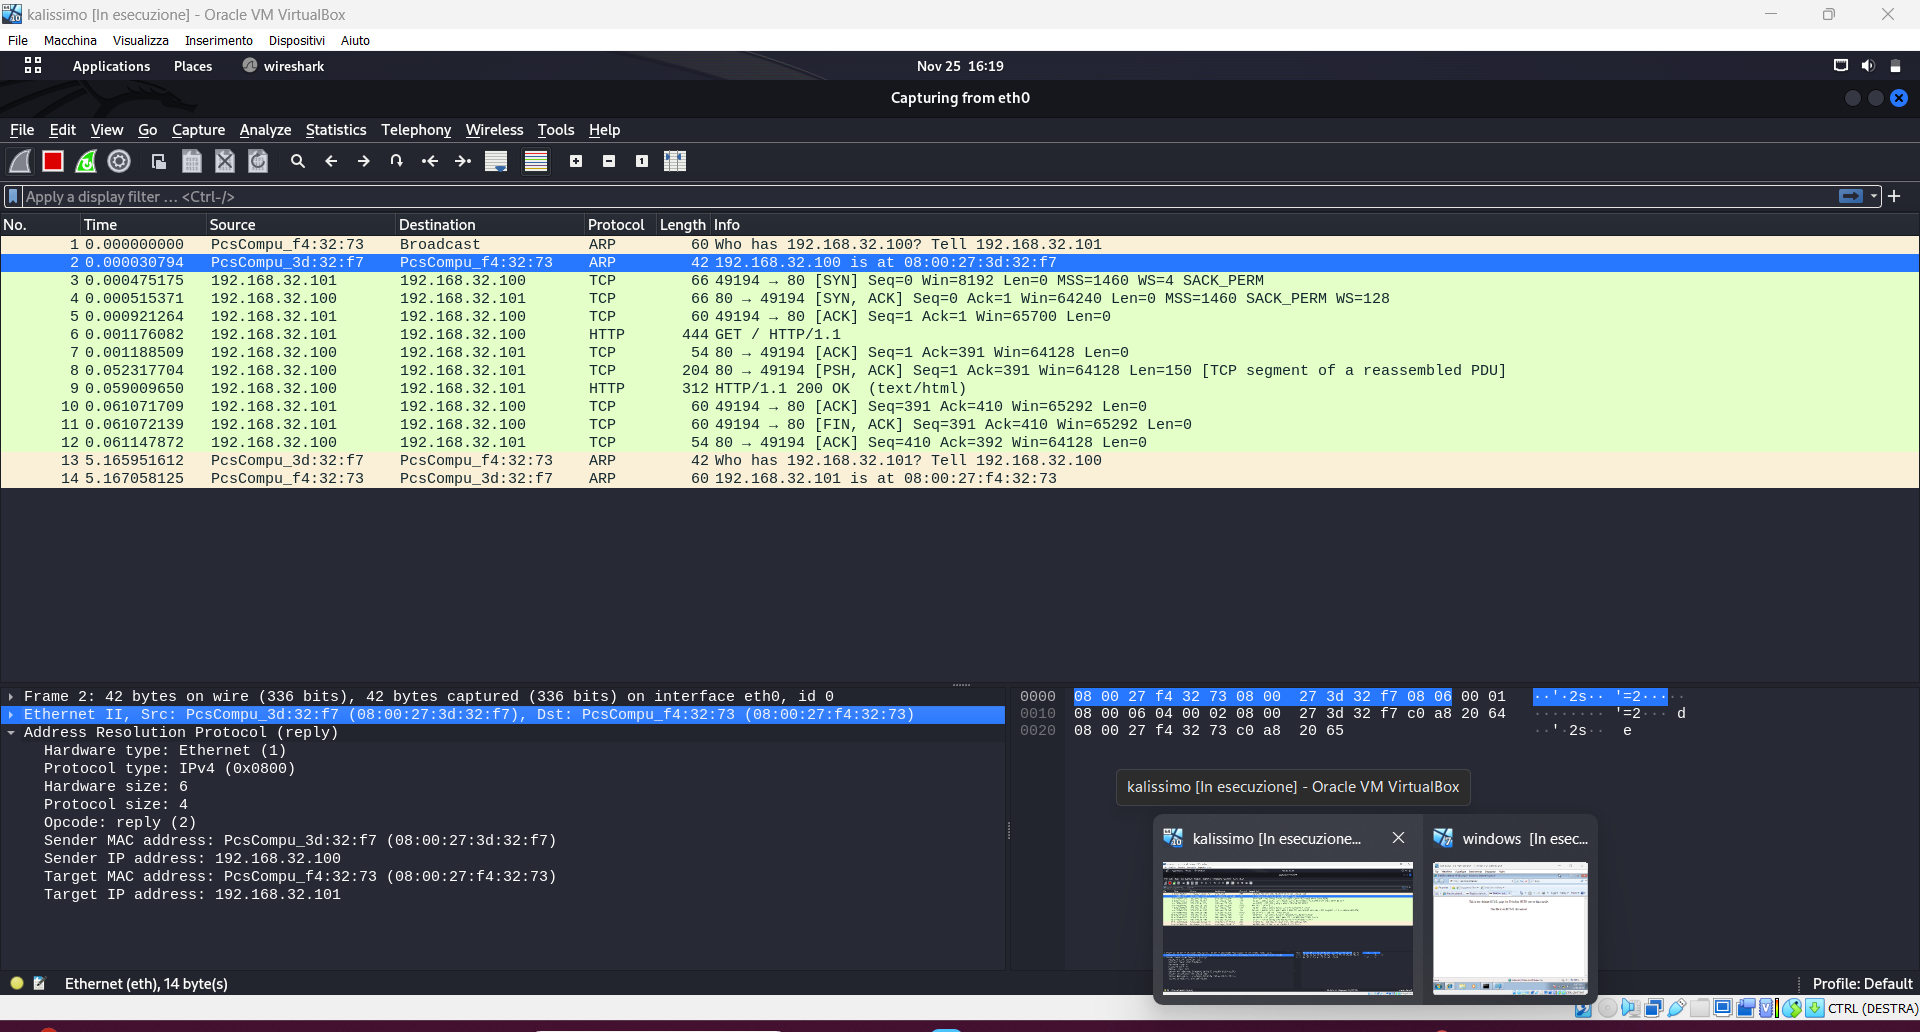 kalissimo [In esecuzione] - Oracle VM VirtualBox
File Macchina Visualizza Inserimento Dispositivi Aiuto
Applications Places wireshark Nov 25 16:19
Capturing from eth0
File Edit View Go Capture Analyze Statistics Telephony Wireless Tools Help
Apply a display filter ... <Ctrl-/>
No. Time Source Destination Protocol Length Info
1 0.000000000 PcsCompu_f4:32:73 Broadcast ARP 60 Who has 192.168.32.100? Tell 192.168.32.101
2 0.000030794 PcsCompu_3d:32:f7 PcsCompu_f4:32:73 ARP 42 192.168.32.100 is at 08:00:27:3d:32:f7
3 0.000475175 192.168.32.101 192.168.32.100 TCP 66 49194 → 80 [SYN] Seq=0 Win=8192 Len=0 MSS=1460 WS=4 SACK_PERM
4 0.000515371 192.168.32.100 192.168.32.101 TCP 66 80 → 49194 [SYN, ACK] Seq=0 Ack=1 Win=64240 Len=0 MSS=1460 SACK_PERM WS=128
5 0.000921264 192.168.32.101 192.168.32.100 TCP 60 49194 → 80 [ACK] Seq=1 Ack=1 Win=65700 Len=0
6 0.001176082 192.168.32.101 192.168.32.100 HTTP 444 GET / HTTP/1.1
7 0.001188509 192.168.32.100 192.168.32.101 TCP 54 80 → 49194 [ACK] Seq=1 Ack=391 Win=64128 Len=0
8 0.052317704 192.168.32.100 192.168.32.101 TCP 204 80 → 49194 [PSH, ACK] Seq=1 Ack=391 Win=64128 Len=150 [TCP segment of a reassembled PDU]
9 0.059009650 192.168.32.100 192.168.32.101 HTTP 312 HTTP/1.1 200 OK (text/html)
10 0.061071709 192.168.32.101 192.168.32.100 TCP 60 49194 → 80 [ACK] Seq=391 Ack=410 Win=65292 Len=0
11 0.061072139 192.168.32.101 192.168.32.100 TCP 60 49194 → 80 [FIN, ACK] Seq=391 Ack=410 Win=65292 Len=0
12 0.061147872 192.168.32.100 192.168.32.101 TCP 54 80 → 49194 [ACK] Seq=410 Ack=392 Win=64128 Len=0
13 5.165951612 PcsCompu_3d:32:f7 PcsCompu_f4:32:73 ARP 42 Who has 192.168.32.101? Tell 192.168.32.100
14 5.167058125 PcsCompu_f4:32:73 PcsCompu_3d:32:f7 ARP 60 192.168.32.101 is at 08:00:27:f4:32:73
Frame 2: 42 bytes on wire (336 bits), 42 bytes captured (336 bits) on interface eth0, id 0
Ethernet II, Src: PcsCompu_3d:32:f7 (08:00:27:3d:32:f7), Dst: PcsCompu_f4:32:73 (08:00:27:f4:32:73)
Address Resolution Protocol (reply)
Hardware type: Ethernet (1)
Protocol type: IPv4 (0x0800)
Hardware size: 6
Protocol size: 4
Opcode: reply (2)
Sender MAC address: PcsCompu_3d:32:f7 (08:00:27:3d:32:f7)
Sender IP address: 192.168.32.100
Target MAC address: PcsCompu_f4:32:73 (08:00:27:f4:32:73)
Target IP address: 192.168.32.101
0000 08 00 27 f4 32 73 08 00 27 3d 32 f7 08 06 00 01 ··'·2s·· '=2·····
0010 08 00 06 04 00 02 08 00 27 3d 32 f7 c0 a8 20 64 ········ '=2··· d
0020 08 00 27 f4 32 73 c0 a8 20 65 ··'·2s·· e
kalissimo [In esecuzione] - Oracle VM VirtualBox
kalissimo [In esecuzione...
windows [In esec...
Ethernet (eth), 14 byte(s)
Profile: Default
CTRL (DESTRA)